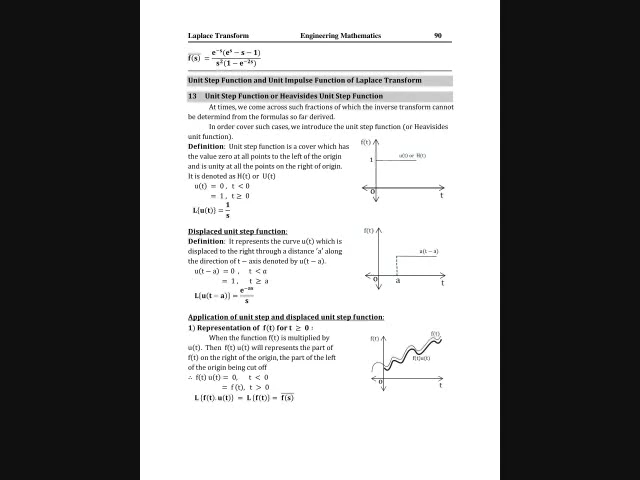 Laplace Transform Engineering Mathematics 90
f(s) = e⁻ˢ(eˢ − s − 1) / s²(1 − e⁻²ˢ)
Unit Step Function and Unit Impulse Function of Laplace Transform
13 Unit Step Function or Heavisides Unit Step Function
At times, we come across such fractions of which the inverse transform cannot
be determined from the formulas so far derived.
In order cover such cases, we introduce the unit step function (or Heavisides
unit function).
Definition: Unit step function is a cover which has
the value zero at all points to the left of the origin
and is unity at all the points on the right of origin.
It is denoted as H(t) or U(t)
u(t) = 0 , t < 0
= 1 , t ≥ 0
L{u(t)} = 1/s
f(t)
u(t) or H(t)
1
0
t
Displaced unit step function:
Definition: It represents the curve u(t) which is
displaced to the right through a distance 'a' along
the direction of t − axis denoted by u(t − a).
u(t − a) = 0 , t < a
= 1 , t ≥ a
L{u(t − a)} = e⁻ᵃˢ/s
f(t)
u(t − a)
0 a t
Application of unit step and displaced unit step function:
1) Representation of f(t) for t ≥ 0 :
When the function f(t) is multiplied by
u(t). Then f(t) u(t) will represents the part of
f(t) on the right of the origin, the part of the left
of the origin being cut off
∴ f(t) u(t) = 0, t < 0
= f (t), t > 0
L {f(t). u(t)} = L {f(t)} = f(s)
f(t)
f(t)
f(t)u(t)
0
t